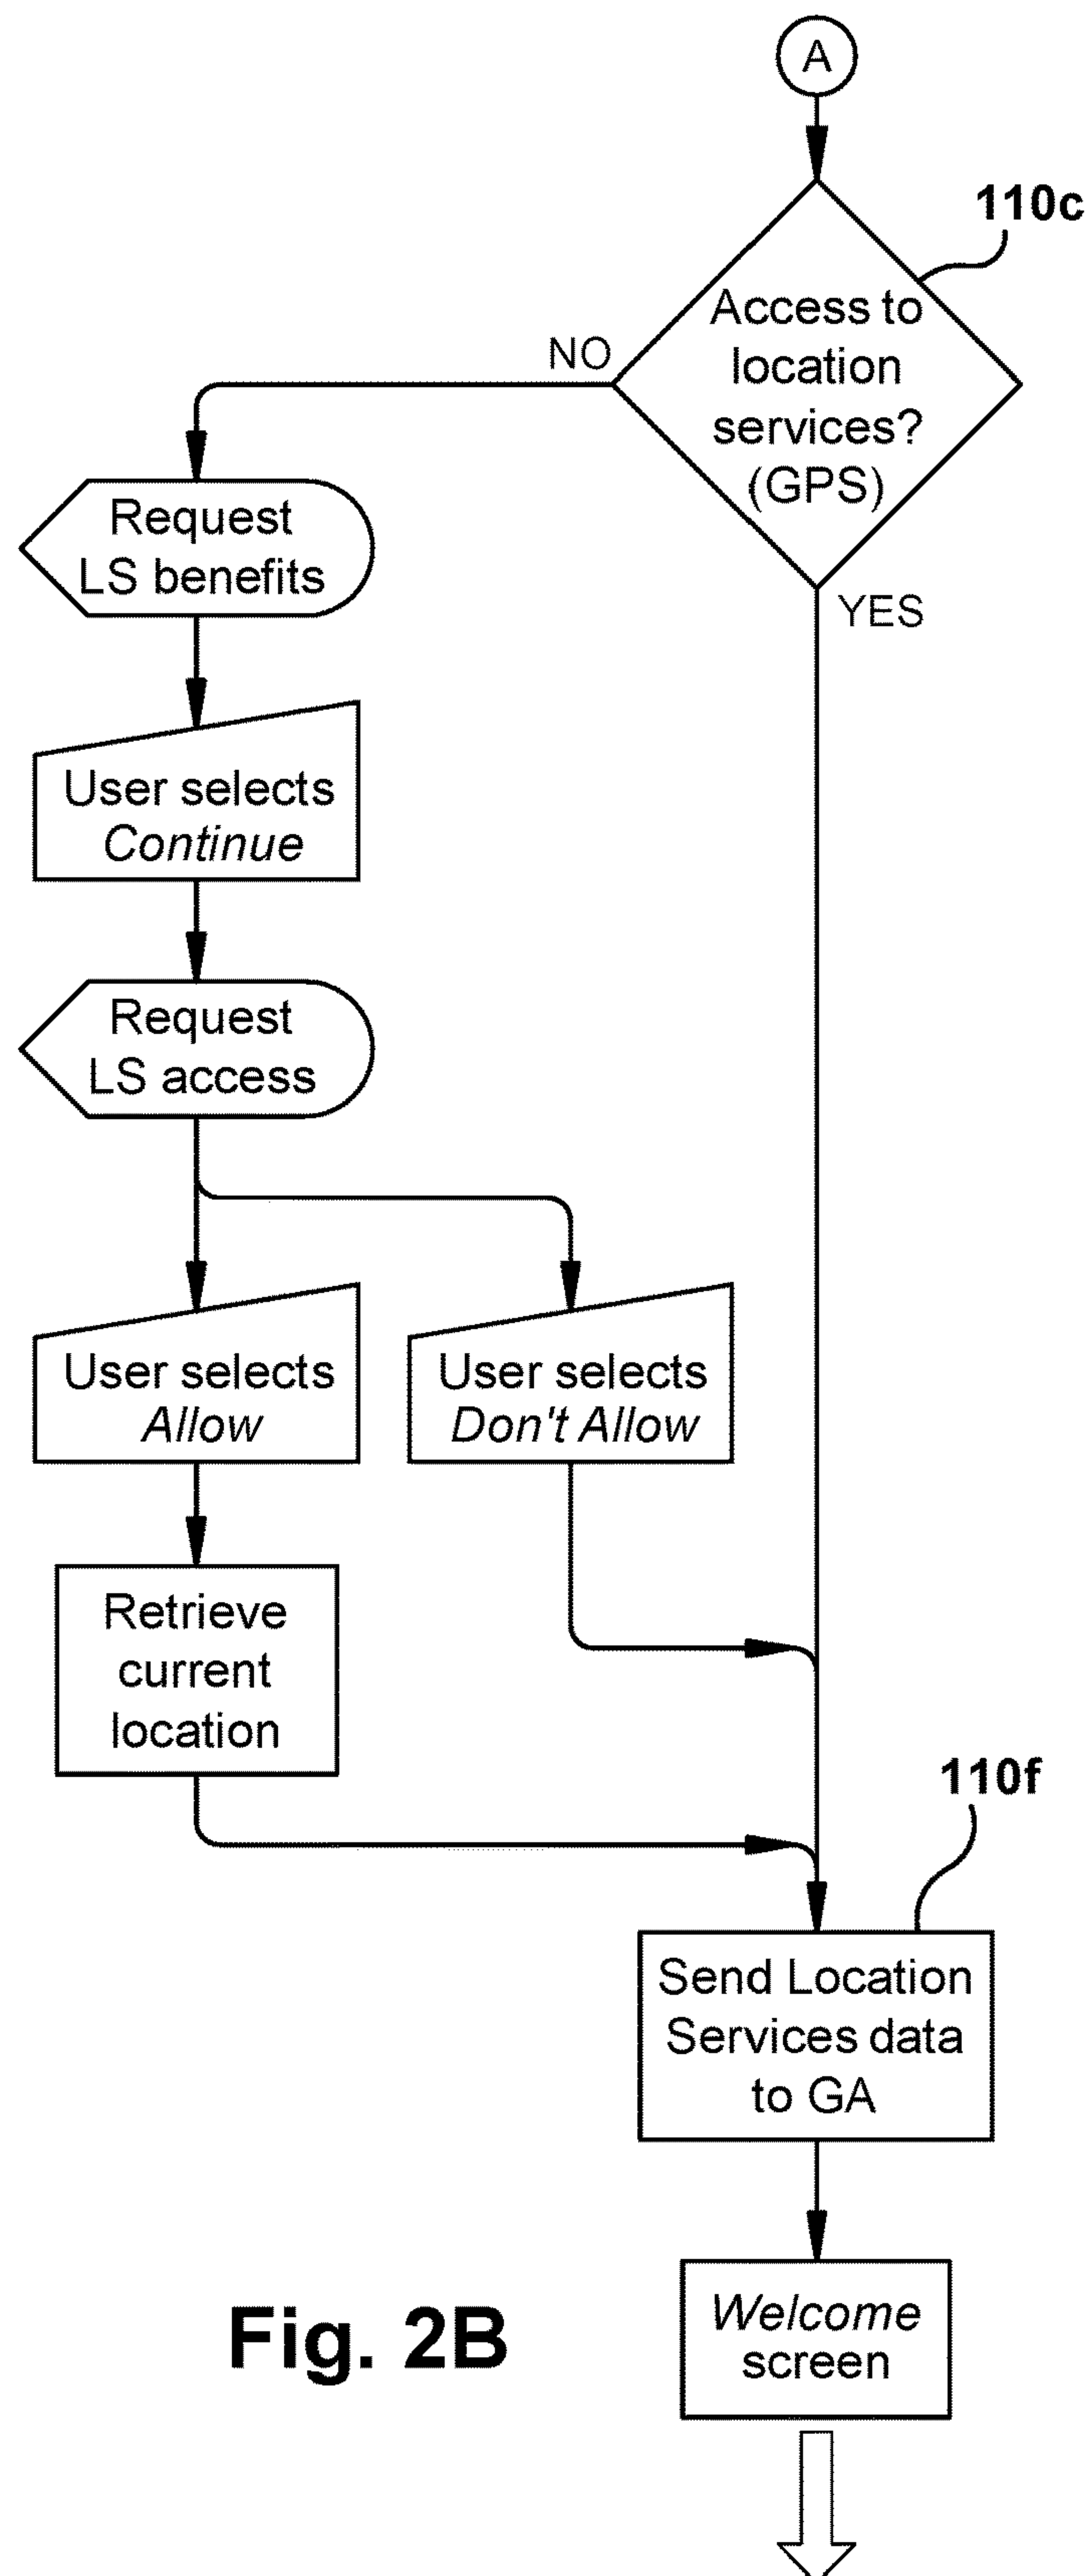 A
110c
Access to
location
services?
(GPS)
NO
YES
Request
LS benefits
User selects
Continue
Request
LS access
User selects
Allow
User selects
Don't Allow
Retrieve
current
location
110f
Send Location
Services data
to GA
Welcome
screen
Fig. 2B